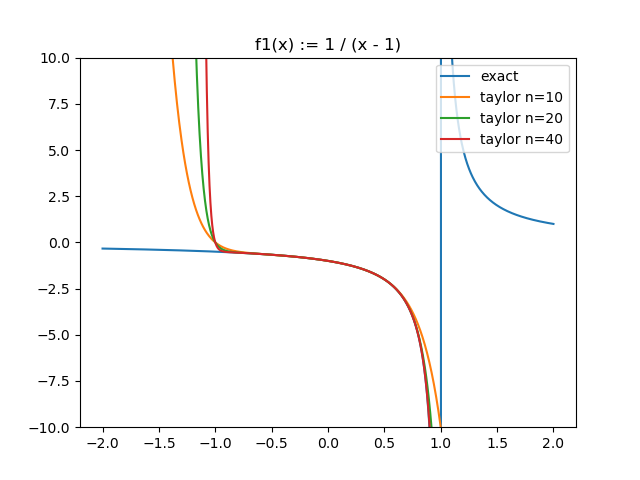 f1(x) := 1 / (x - 1)
10.0
7.5
5.0
2.5
0.0
−2.5
−5.0
−7.5
−10.0
exact
taylor n=10
taylor n=20
taylor n=40
−2.0 −1.5 −1.0 −0.5 0.0 0.5 1.0 1.5 2.0